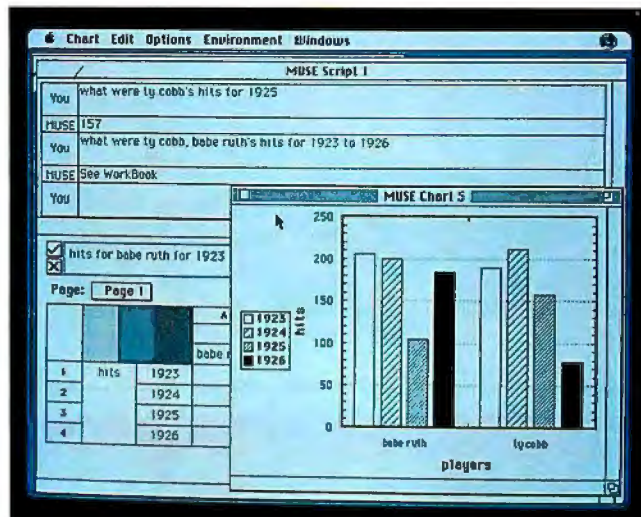 Chart Edit Options Environment Windows
MUSE Script 1
You what were ty cobb's hits for 1925
MUSE 157
You what were ty cobb, babe ruth's hits for 1923 to 1926
MUSE See WorkBook
You
MUSE Chart 5
hits for babe ruth for 1923
Page: Page 1
A
babe
1 hits 1923
2 1924
3 1925
4 1926
250
200
150
100
50
0
hits
1923
1924
1925
1926
babe ruth ty cobb
players